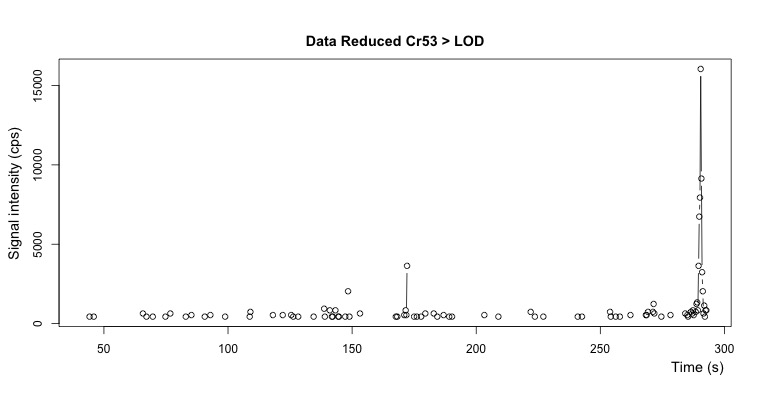 Data Reduced Cr53 > LOD
Signal intensity (cps)
15000
10000
5000
0
50 100 150 200 250 300
Time (s)